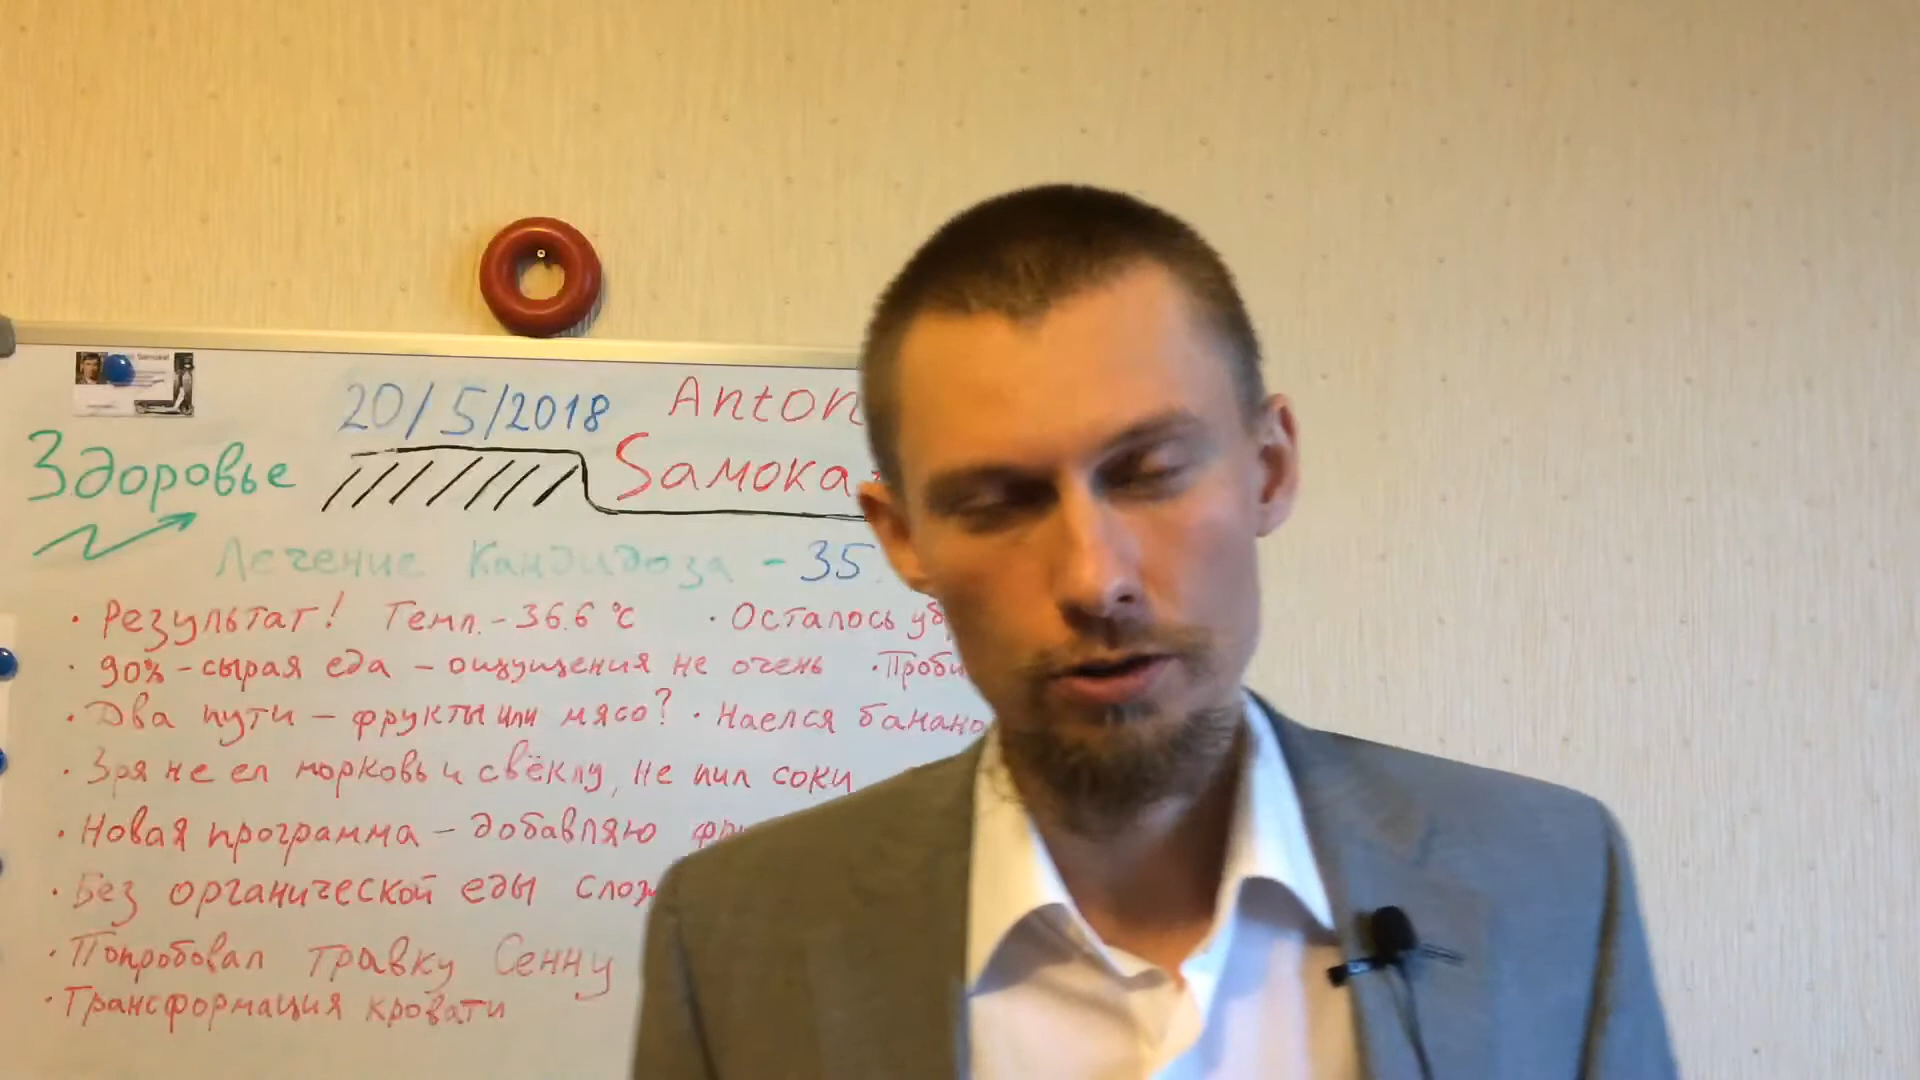 20/5/2018 Anton
Здоровье Samoka
Лечение Кандидоза - 35
· Результат! Темп. - 36.6 °C · Осталось
· 90% - сырая еда - ощущения не очень ·
· Два пути - фрукты или мясо? · Наелся
· Зря не ел морковь и свёклу, не пил соки
· Новая программа - добавляю
· Без органической еды
· Попробовал травку Сенну
· Трансформация кровати